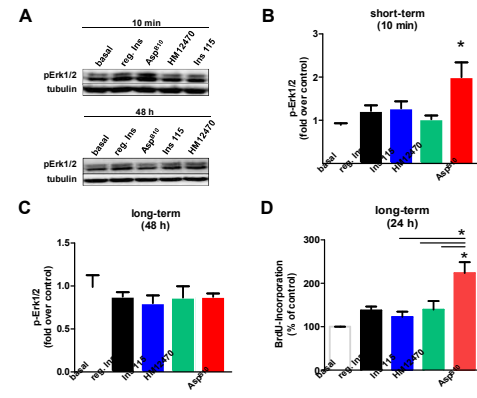 A
10 min
basal
reg. Ins
AspB10
HM12470
Ins 115
pErk1/2
tubulin
48 h
basal
reg. Ins
AspB10
Ins 115
HM12470
pErk1/2
tubulin
B
short-term
(10 min)
p-Erk1/2
(fold over control)
3
2
1
*
basal
reg. Ins
Ins 115
HM12470
AspB10
C
long-term
(48 h)
p-Erk1/2
(fold over control)
1.5
1.0
0.5
0.0
basal
reg. Ins
Ins 115
HM12470
AspB10
D
long-term
(24 h)
BrdU-Incorporation
(% of control)
300
200
100
0
*
*
basal
reg. Ins
Ins 115
HM12470
AspB10